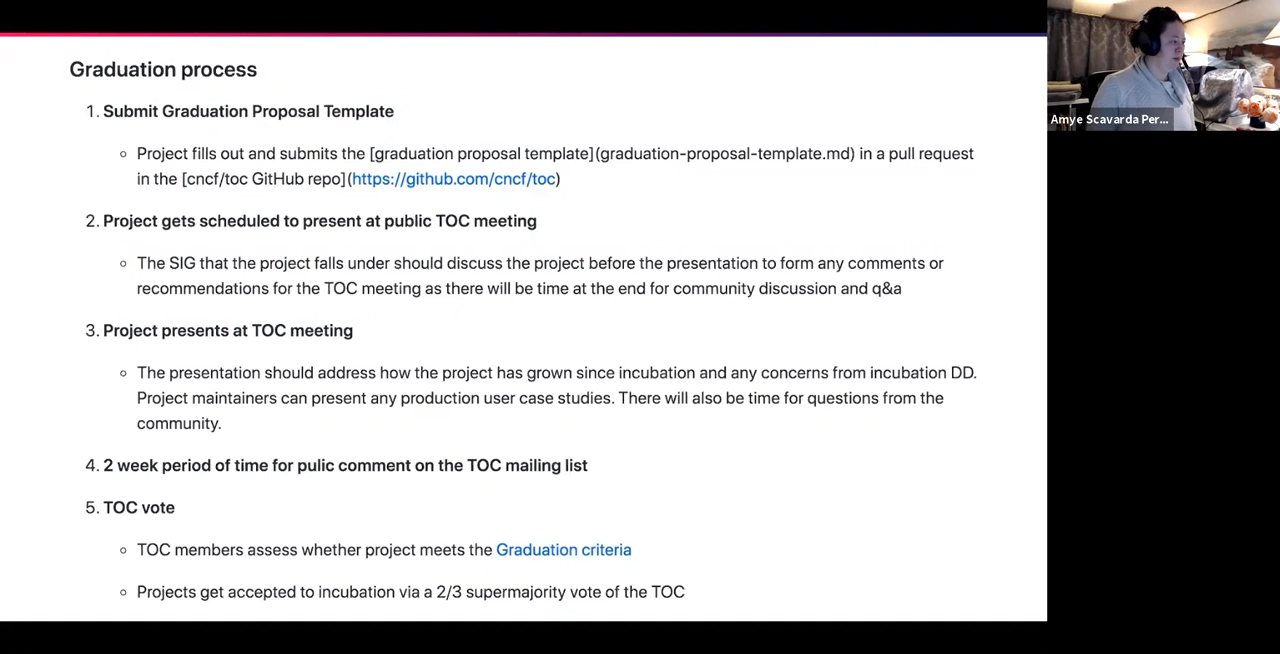 Graduation process
1. Submit Graduation Proposal Template
Project fills out and submits the [graduation proposal template](graduation-proposal-template.md) in a pull request
in the [cncf/toc GitHub repo](https://github.com/cncf/toc)
2. Project gets scheduled to present at public TOC meeting
The SIG that the project falls under should discuss the project before the presentation to form any comments or
recommendations for the TOC meeting as there will be time at the end for community discussion and q&a
3. Project presents at TOC meeting
The presentation should address how the project has grown since incubation and any concerns from incubation DD.
Project maintainers can present any production user case studies. There will also be time for questions from the
community.
4. 2 week period of time for pulic comment on the TOC mailing list
5. TOC vote
TOC members assess whether project meets the Graduation criteria
Projects get accepted to incubation via a 2/3 supermajority vote of the TOC
Amye Scavarda Per...